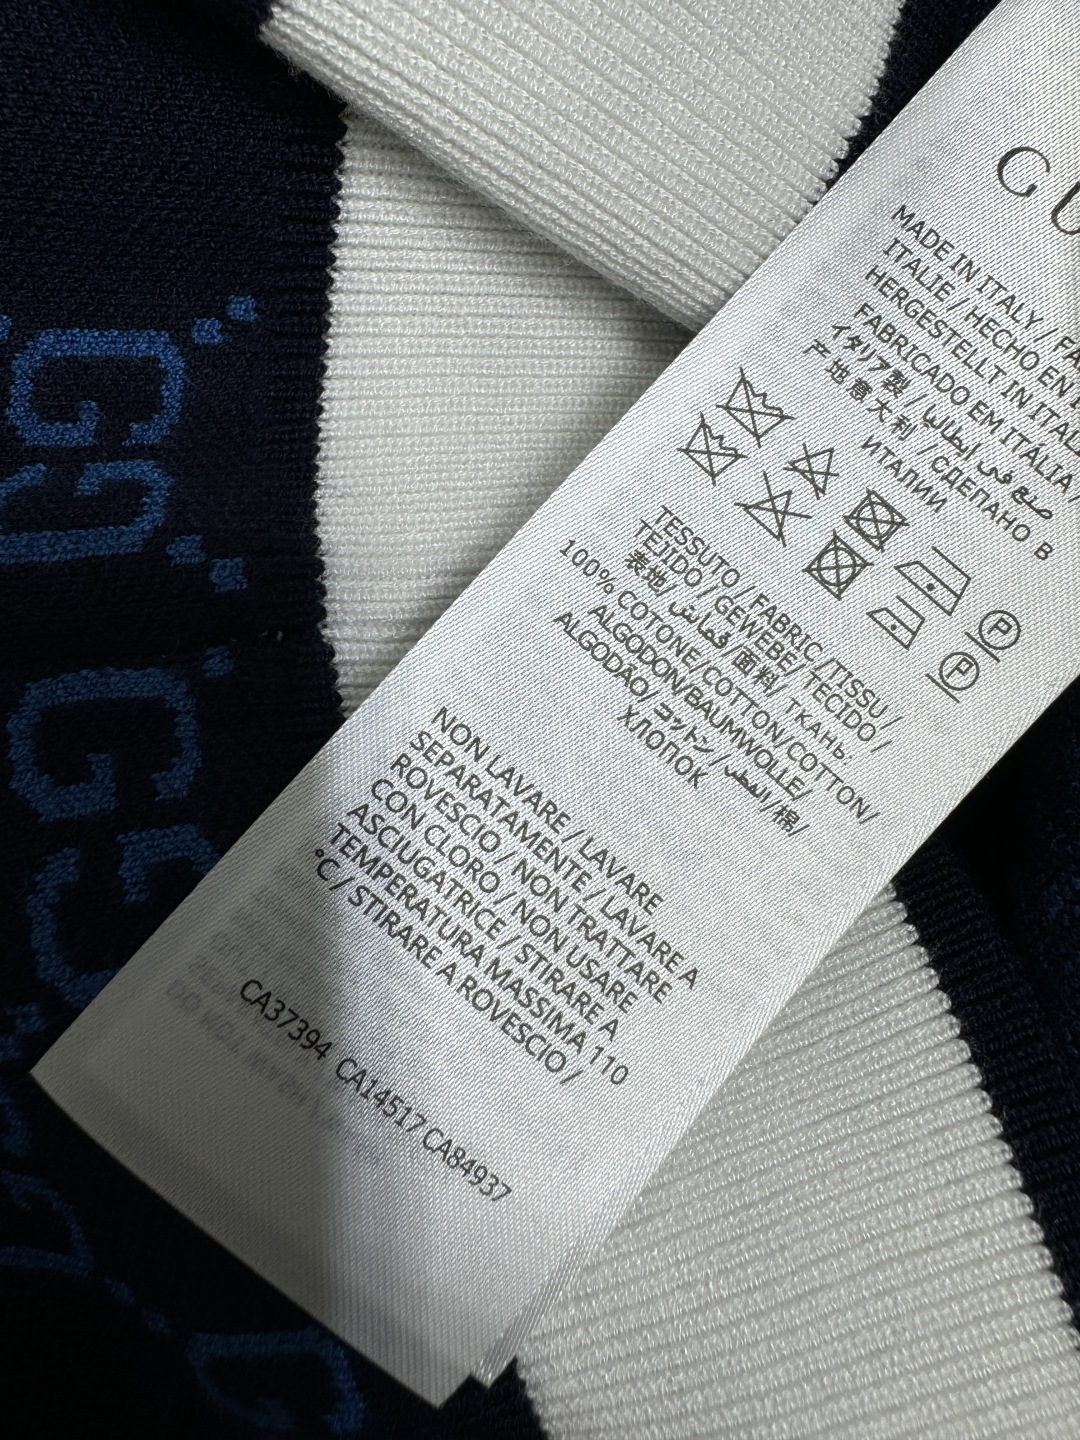 GU
MADE IN ITALY / FA
ITALIE / HECHO EN I
HERGESTELLT IN ITAL
FABRICADO EM ITÁLIA /
イタリア製 / صنع في إيطاليا
产地意大利 / СДЕЛАНО В
ИТАЛИИ
TESSUTO / FABRIC / TISSU /
TEJIDO / GEWEBE / TECIDO /
表地 / قماش / 面料 / ТКАНЬ:
100% COTONE/COTTON/COTTON/
ALGODON/BAUMWOLLE/
ALGODÃO/コットン/القطن/棉/
ХЛОПОК
NON LAVARE / LAVARE
SEPARATAMENTE / LAVARE A
ROVESCIO / NON TRATTARE
CON CLORO / NON USARE
ASCIUGATRICE / STIRARE A
TEMPERATURA MASSIMA 110
°C / STIRARE A ROVESCIO /
CA37394 CA14517 CA84937